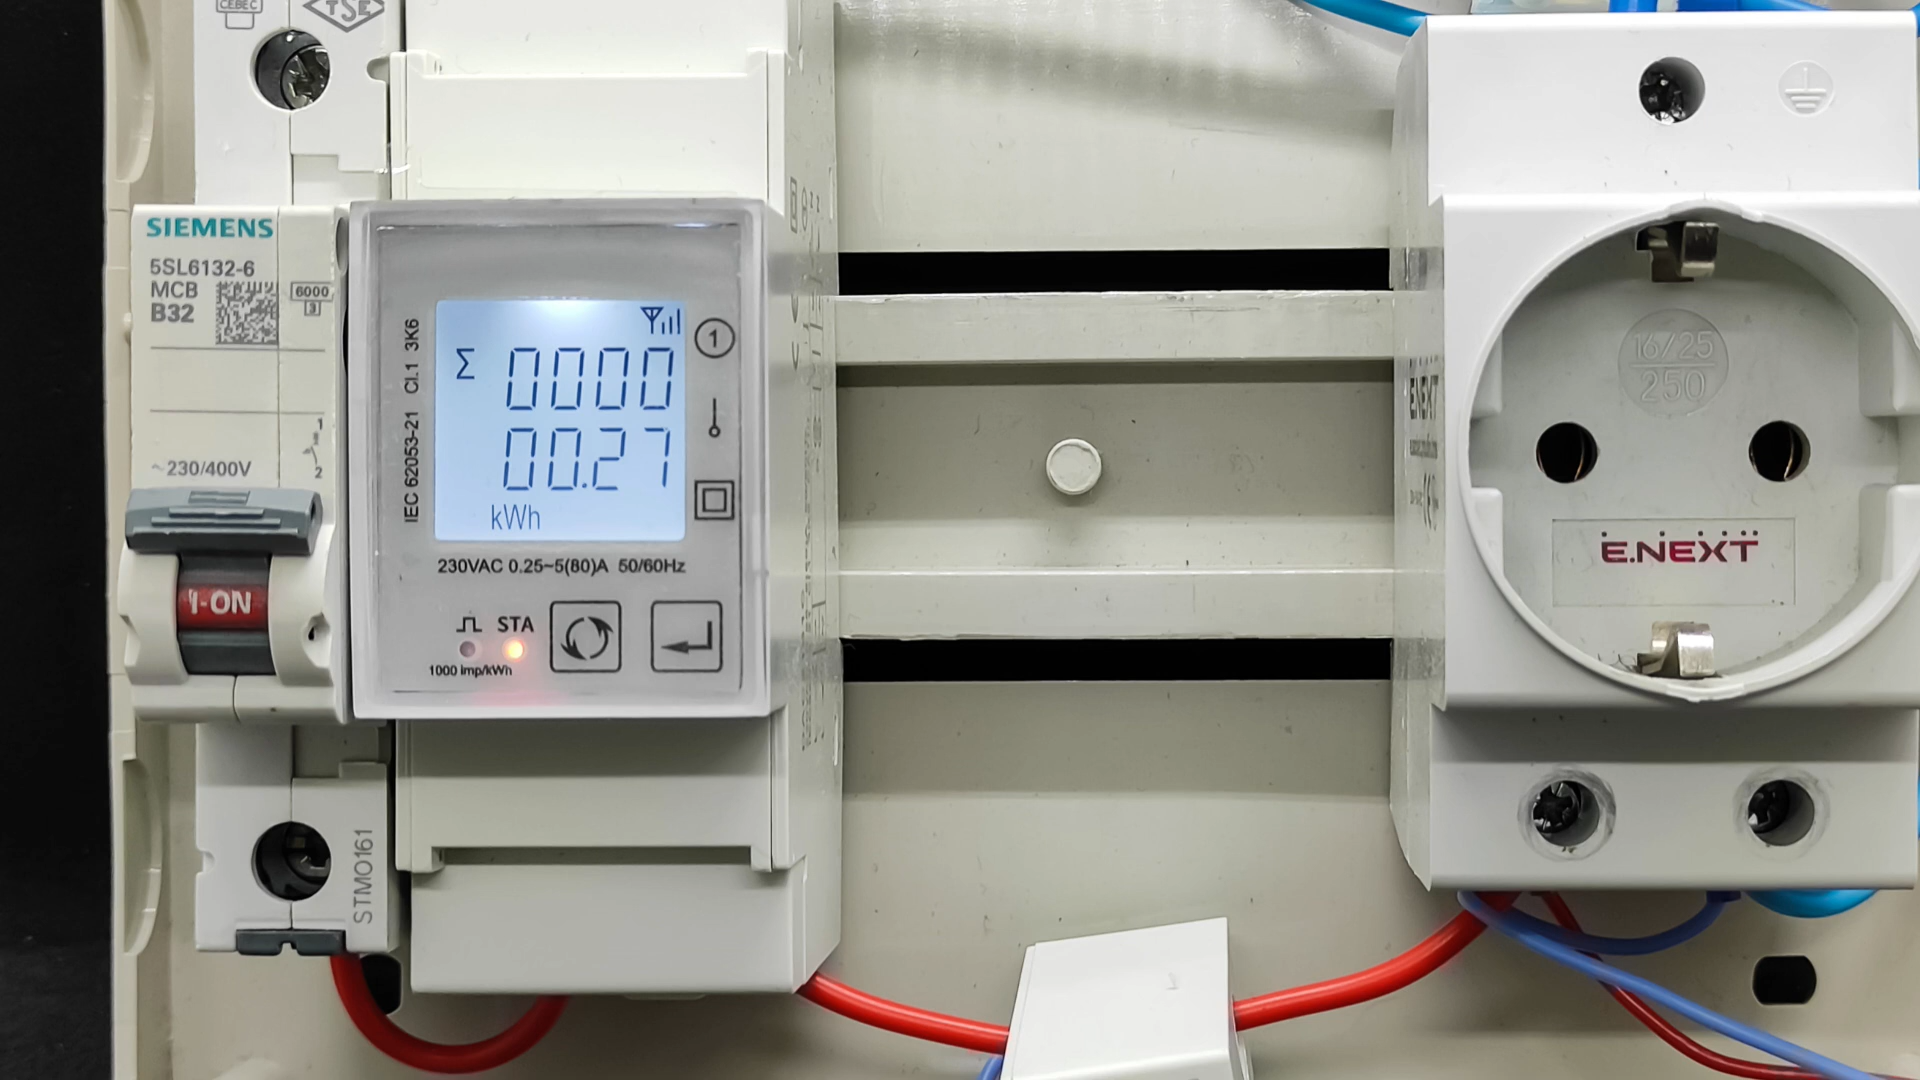 CEBEC
TSE
SIEMENS
5SL6132-6
MCB
B32
6000
3
1
2
~230/400V
I-ON
STMO161
IEC 62053-21 Cl.1 3K6
Σ 0000
00.27
kWh
1
230VAC 0.25~5(80)A 50/60Hz
STA
1000 imp/kWh
E.NEXT
16/25
250
E.NEXT